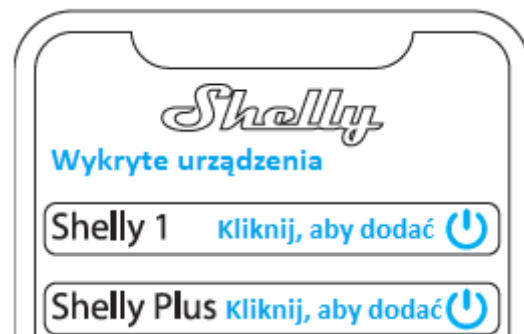 Shelly
Wykryte urządzenia
Shelly 1 Kliknij, aby dodać
Shelly Plus Kliknij, aby dodać